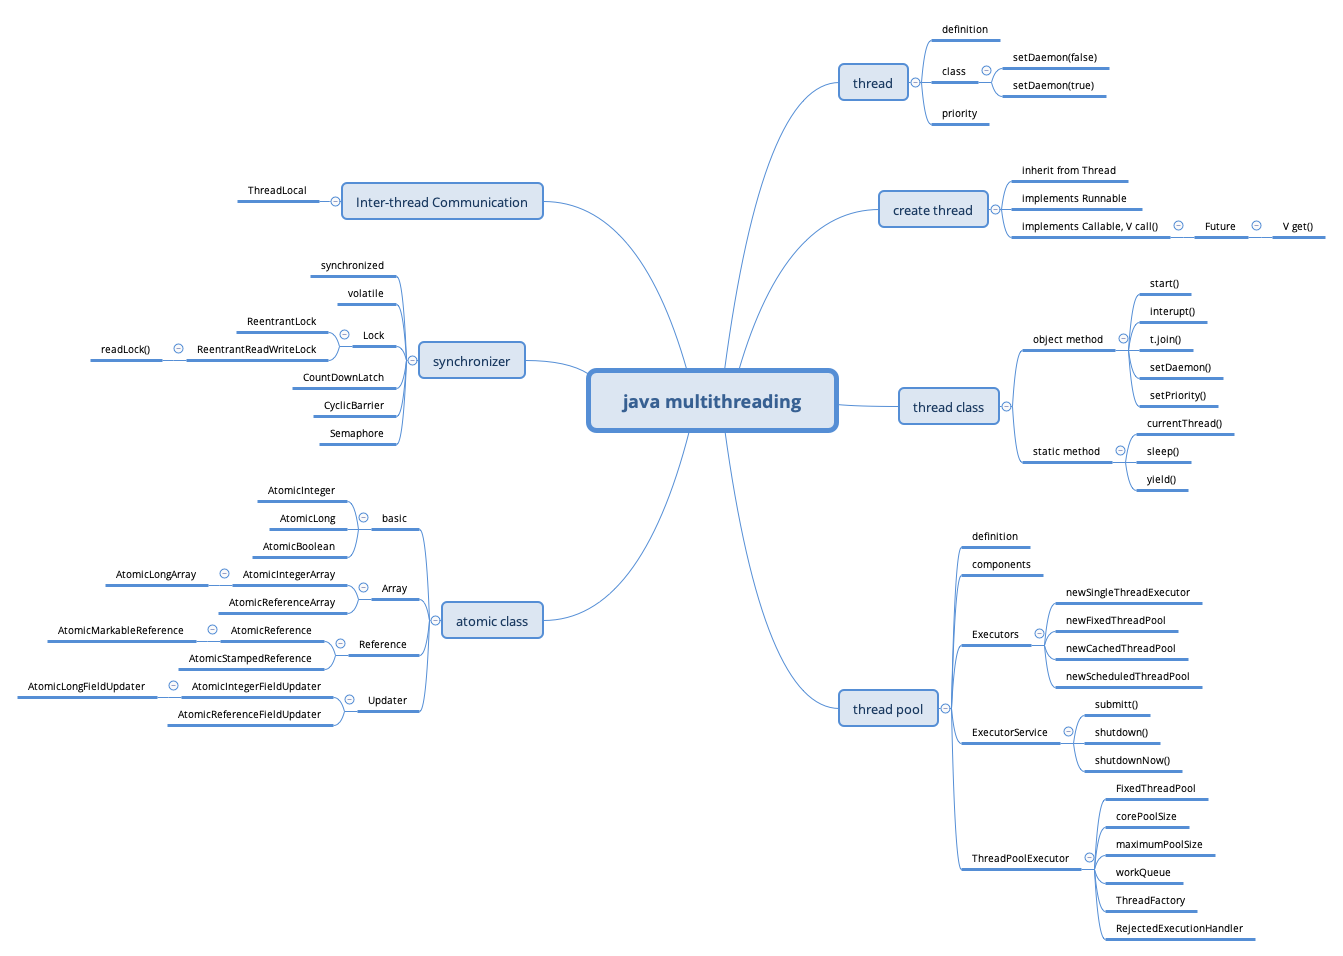 java multithreading
thread
definition
class
setDaemon(false)
setDaemon(true)
priority
create thread
inherit from Thread
implements Runnable
implements Callable, V call()
Future
V get()
thread class
object method
start()
interupt()
t.join()
setDaemon()
setPriority()
static method
currentThread()
sleep()
yield()
thread pool
definition
components
Executors
newSingleThreadExecutor
newFixedThreadPool
newCachedThreadPool
newScheduledThreadPool
ExecutorService
submitt()
shutdown()
shutdownNow()
ThreadPoolExecutor
FixedThreadPool
corePoolSize
maximumPoolSize
workQueue
ThreadFactory
RejectedExecutionHandler
Inter-thread Communication
ThreadLocal
synchronizer
synchronized
volatile
Lock
ReentrantLock
ReentrantReadWriteLock
readLock()
CountDownLatch
CyclicBarrier
Semaphore
atomic class
basic
AtomicInteger
AtomicLong
AtomicBoolean
Array
AtomicIntegerArray
AtomicLongArray
AtomicReferenceArray
Reference
AtomicReference
AtomicMarkableReference
AtomicStampedReference
Updater
AtomicIntegerFieldUpdater
AtomicLongFieldUpdater
AtomicReferenceFieldUpdater